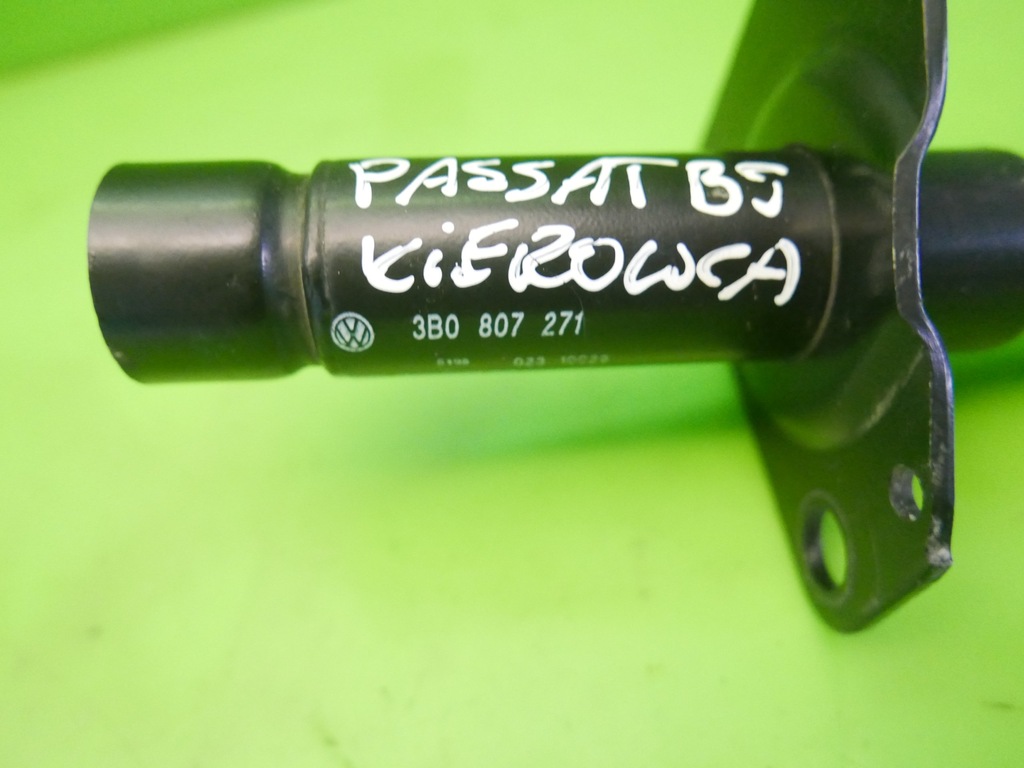 PASSAT B5
KiEROWCA
3B0 807 271